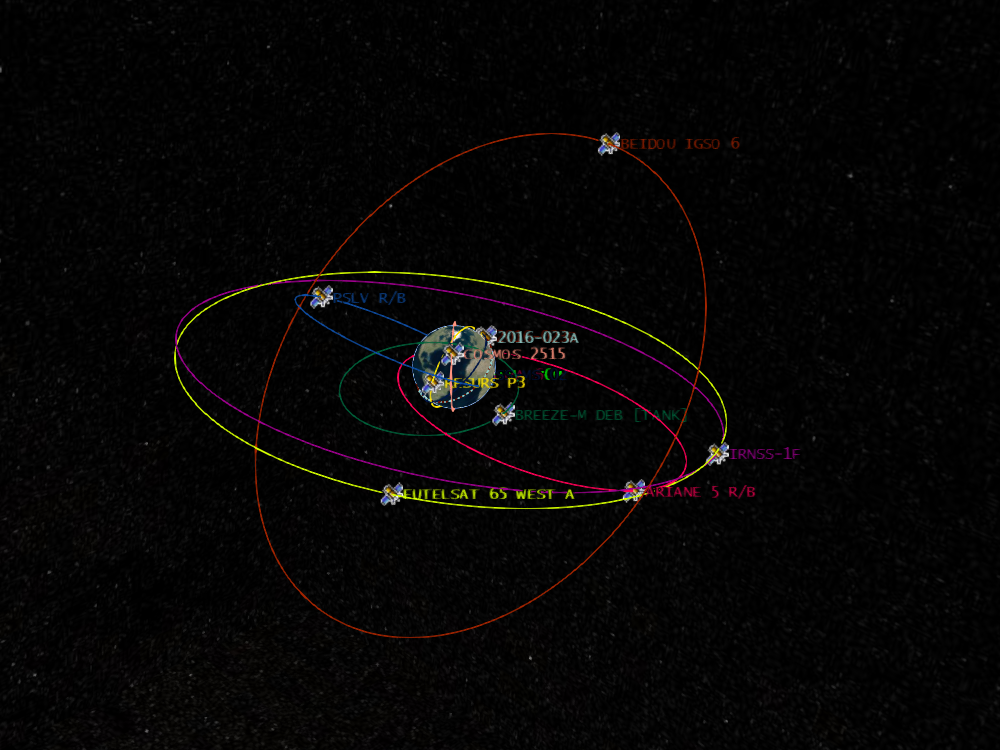 BEIDOU IGSO 6
PSLV R/B
2016-023A
COSMOS 2515
RESURS P3
BREEZE-M DEB [TANK]
IRNSS-1F
EUTELSAT 65 WEST A
ARIANE 5 R/B